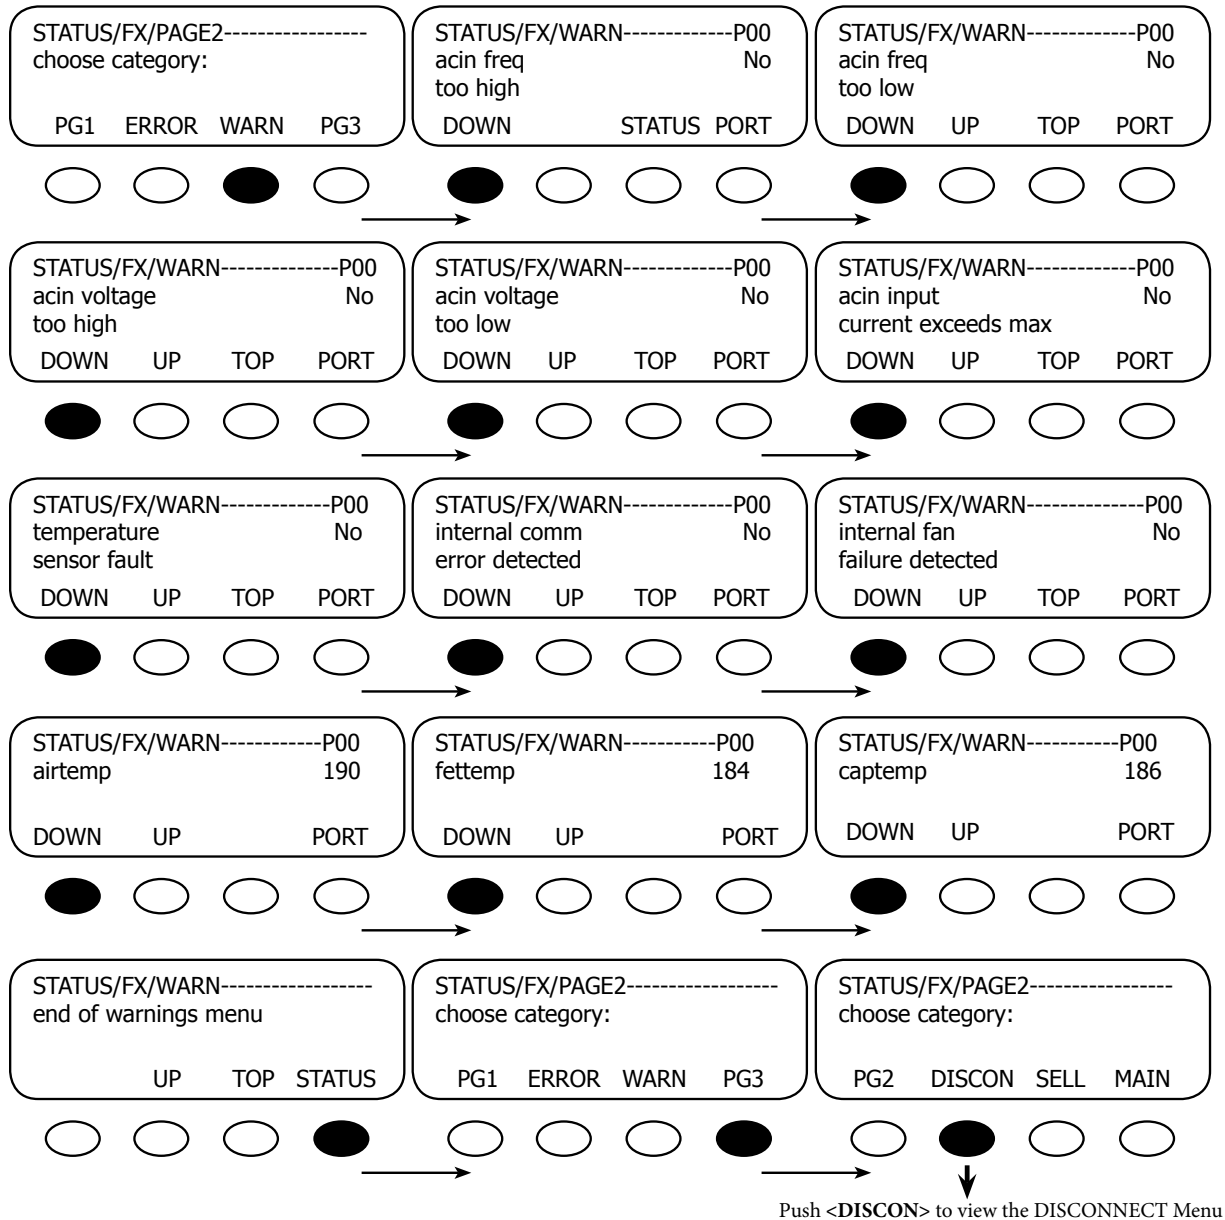 STATUS/FX/PAGE2-----------------
choose category:
PG1 ERROR WARN PG3
STATUS/FX/WARN-------------P00
acin freq No
too high
DOWN STATUS PORT
STATUS/FX/WARN-------------P00
acin freq No
too low
DOWN UP TOP PORT
STATUS/FX/WARN--------------P00
acin voltage No
too high
DOWN UP TOP PORT
STATUS/FX/WARN-------------P00
acin voltage No
too low
DOWN UP TOP PORT
STATUS/FX/WARN-------------P00
acin input No
current exceeds max
DOWN UP TOP PORT
STATUS/FX/WARN-------------P00
temperature No
sensor fault
DOWN UP TOP PORT
STATUS/FX/WARN-------------P00
internal comm No
error detected
DOWN UP TOP PORT
STATUS/FX/WARN--------------P00
internal fan No
failure detected
DOWN UP TOP PORT
STATUS/FX/WARN------------P00
airtemp 190
DOWN UP PORT
STATUS/FX/WARN-----------P00
fettemp 184
DOWN UP PORT
STATUS/FX/WARN-----------P00
captemp 186
DOWN UP PORT
STATUS/FX/WARN------------------
end of warnings menu
UP TOP STATUS
STATUS/FX/PAGE2------------------
choose category:
PG1 ERROR WARN PG3
STATUS/FX/PAGE2-----------------
choose category:
PG2 DISCON SELL MAIN
Push <DISCON> to view the DISCONNECT Menu